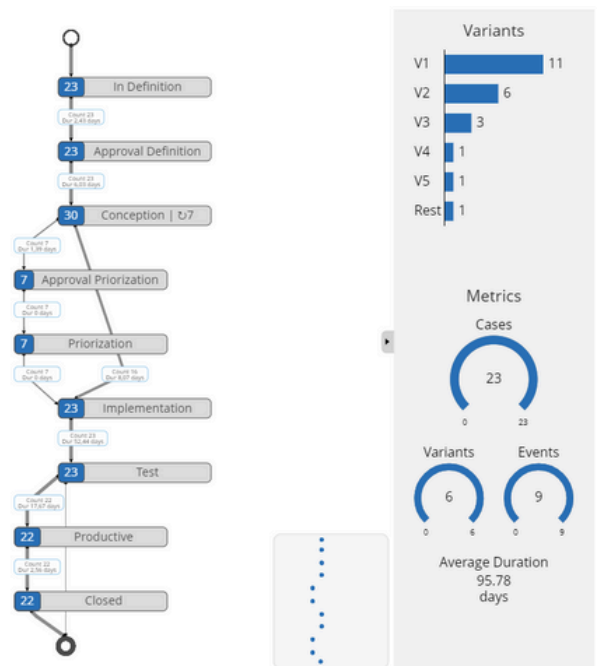 23 In Definition
Count 23
Dur 2,43 days
23 Approval Definition
Count 23
Dur 6,03 days
30 Conception | ↻7
Count 7
Dur 1,39 days
7 Approval Priorization
Count 7
Dur 0 days
7 Priorization
Count 7
Dur 0 days
Count 16
Dur 8,07 days
23 Implementation
Count 23
Dur 52,44 days
23 Test
Count 22
Dur 17,67 days
22 Productive
Count 22
Dur 2,56 days
22 Closed
Variants
V1 11
V2 6
V3 3
V4 1
V5 1
Rest 1
Metrics
Cases
23
0 23
Variants Events
6 9
0 6 0 9
Average Duration
95.78
days